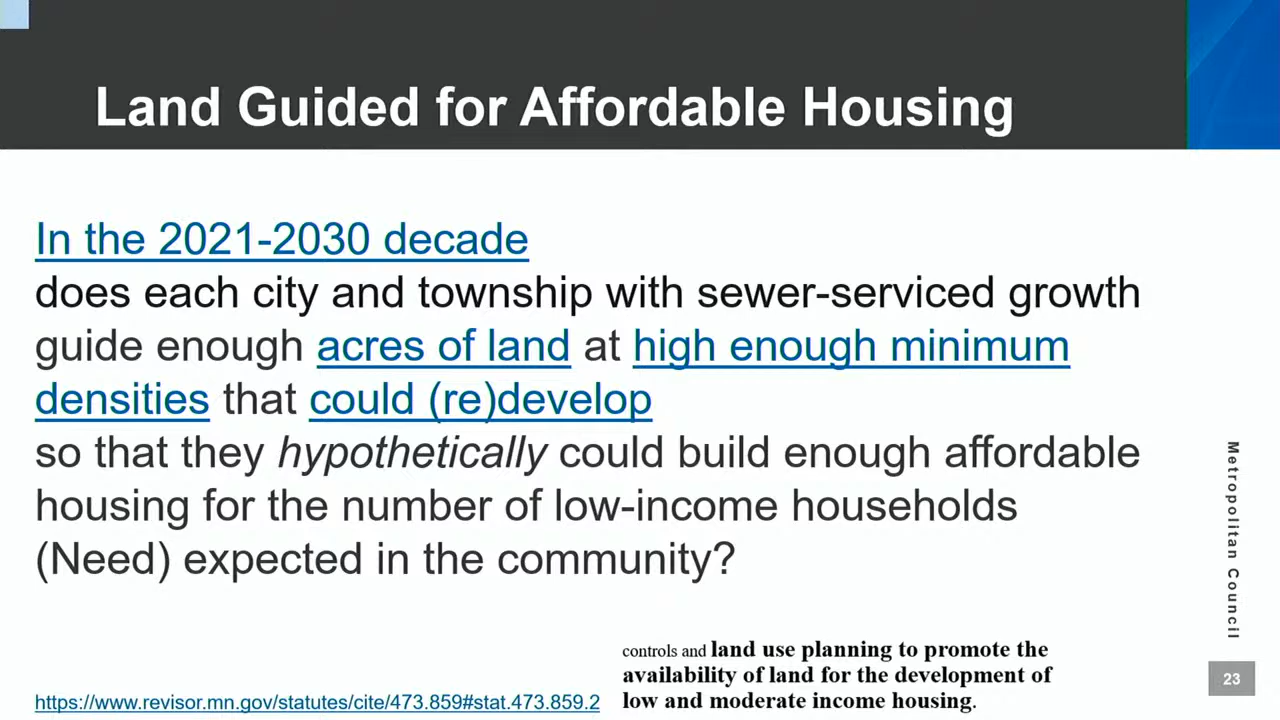 Land Guided for Affordable Housing
In the 2021-2030 decade
does each city and township with sewer-serviced growth
guide enough acres of land at high enough minimum
densities that could (re)develop
so that they hypothetically could build enough affordable
housing for the number of low-income households
(Need) expected in the community?
Metropolitan Council
controls and land use planning to promote the
availability of land for the development of
low and moderate income housing.
https://www.revisor.mn.gov/statutes/cite/473.859#stat.473.859.2
23